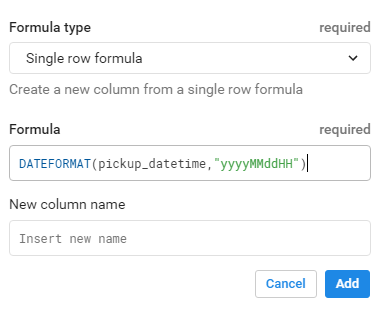 Formula type required
Single row formula
Create a new column from a single row formula
Formula required
DATEFORMAT(pickup_datetime,"yyyyMMddHH")
New column name
Insert new name
Cancel Add